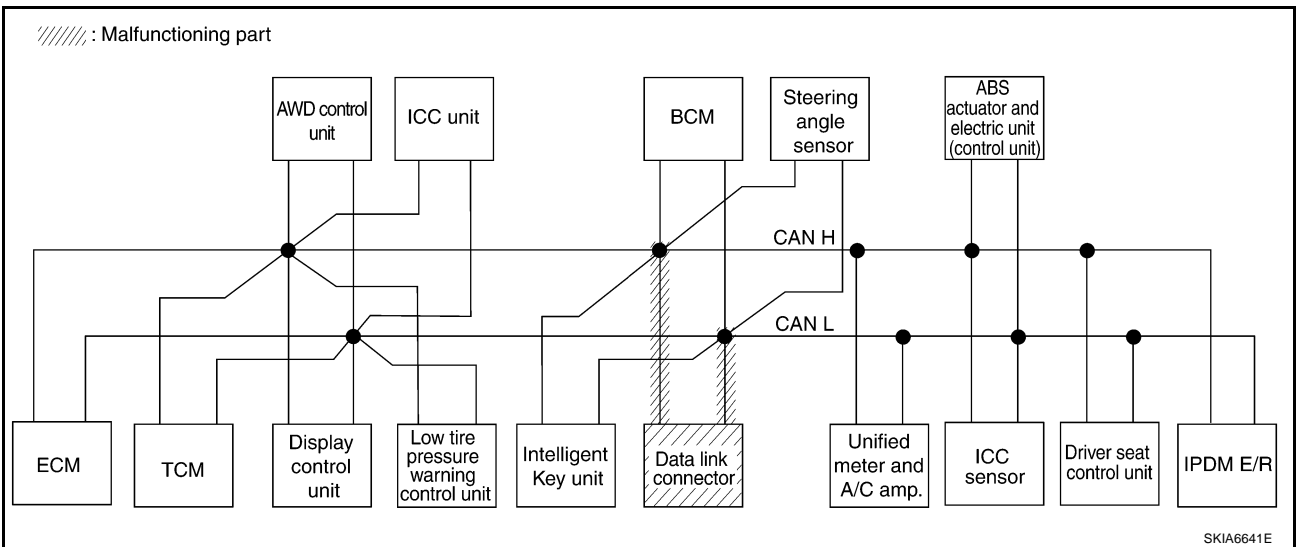 : Malfunctioning part
AWD control
unit
ICC unit
BCM
Steering
angle
sensor
ABS
actuator and
electric unit
(control unit)
CAN H
CAN L
ECM
TCM
Display
control
unit
Low tire
pressure
warning
control unit
Intelligent
Key unit
Data link
connector
Unified
meter and
A/C amp.
ICC
sensor
Driver seat
control unit
IPDM E/R
SKIA6641E